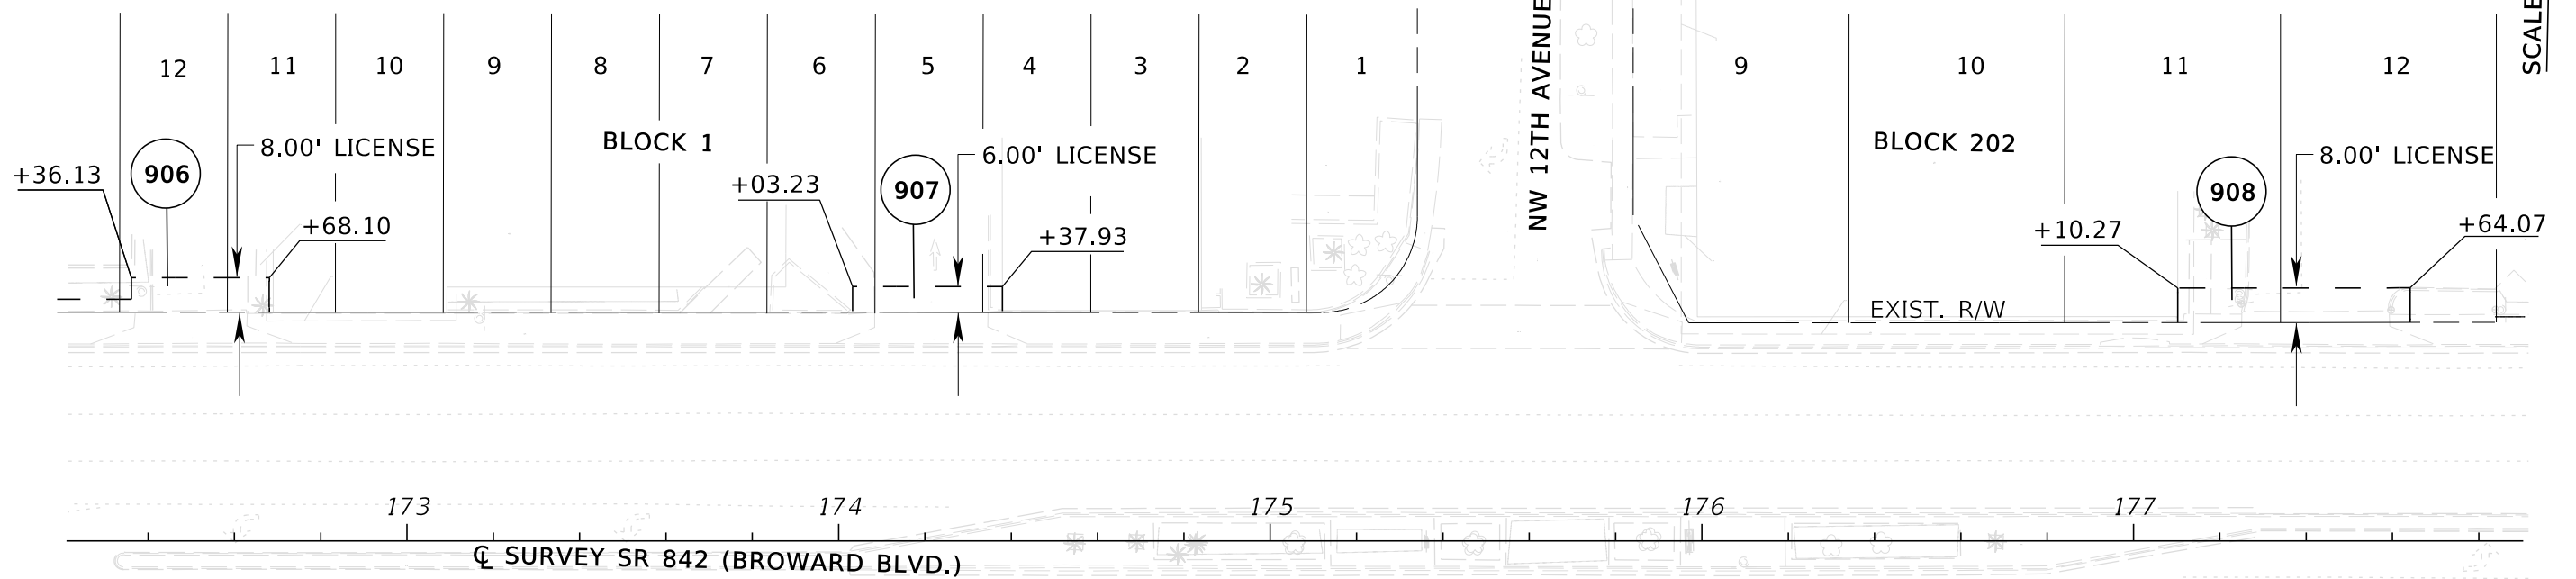 12 11 10 9 8 7 6 5 4 3 2 1 9 10 11 12
NW 12TH AVENUE
SCALE
BLOCK 1
BLOCK 202
8.00' LICENSE
6.00' LICENSE
8.00' LICENSE
+36.13
906
+68.10
+03.23
907
+37.93
+10.27
908
+64.07
EXIST. R/W
173 174 175 176 177
℄ SURVEY SR 842 (BROWARD BLVD.)